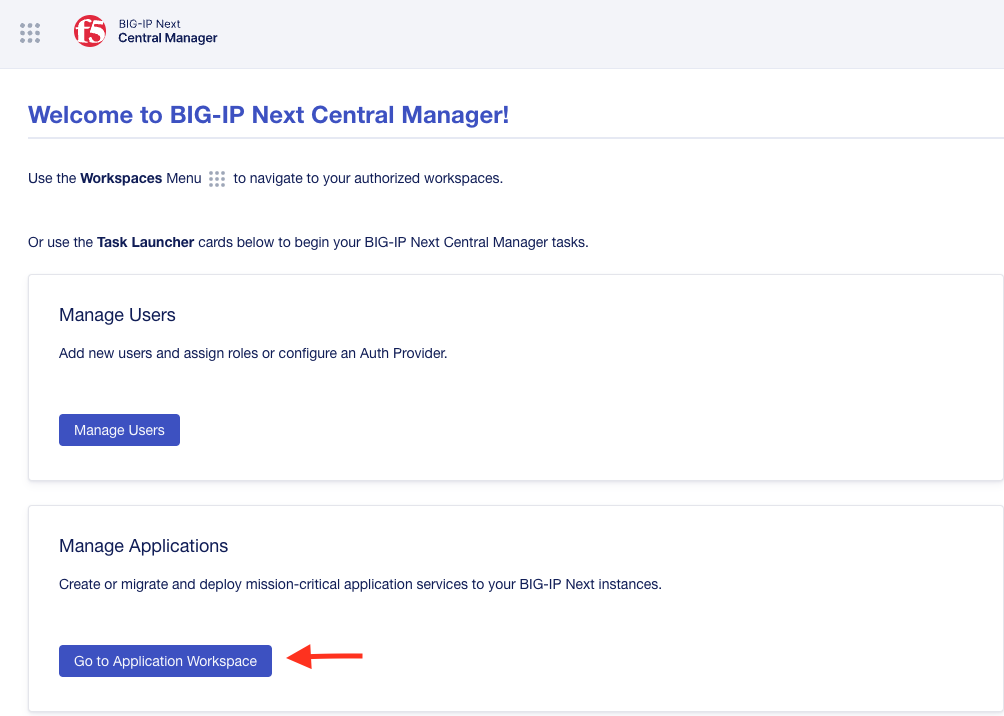 f5
BIG-IP Next
Central Manager
Welcome to BIG-IP Next Central Manager!
Use the Workspaces Menu to navigate to your authorized workspaces.
Or use the Task Launcher cards below to begin your BIG-IP Next Central Manager tasks.
Manage Users
Add new users and assign roles or configure an Auth Provider.
Manage Users
Manage Applications
Create or migrate and deploy mission-critical application services to your BIG-IP Next instances.
Go to Application Workspace